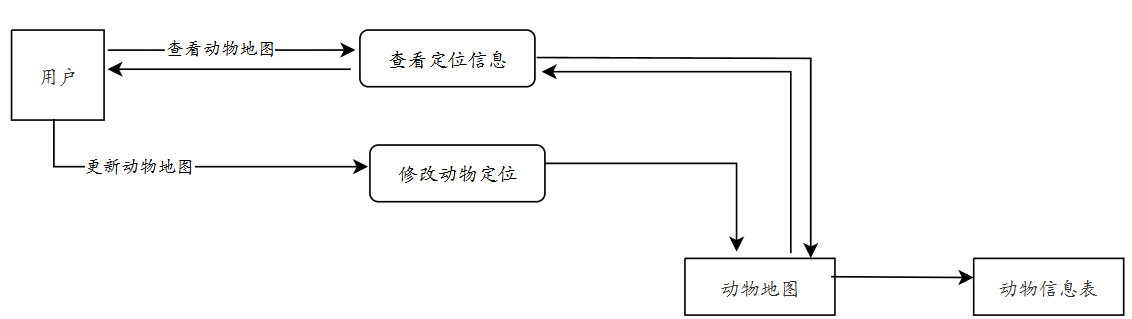 查看动物地图
查看定位信息
用户
更新动物地图
修改动物定位
动物地图
动物信息表